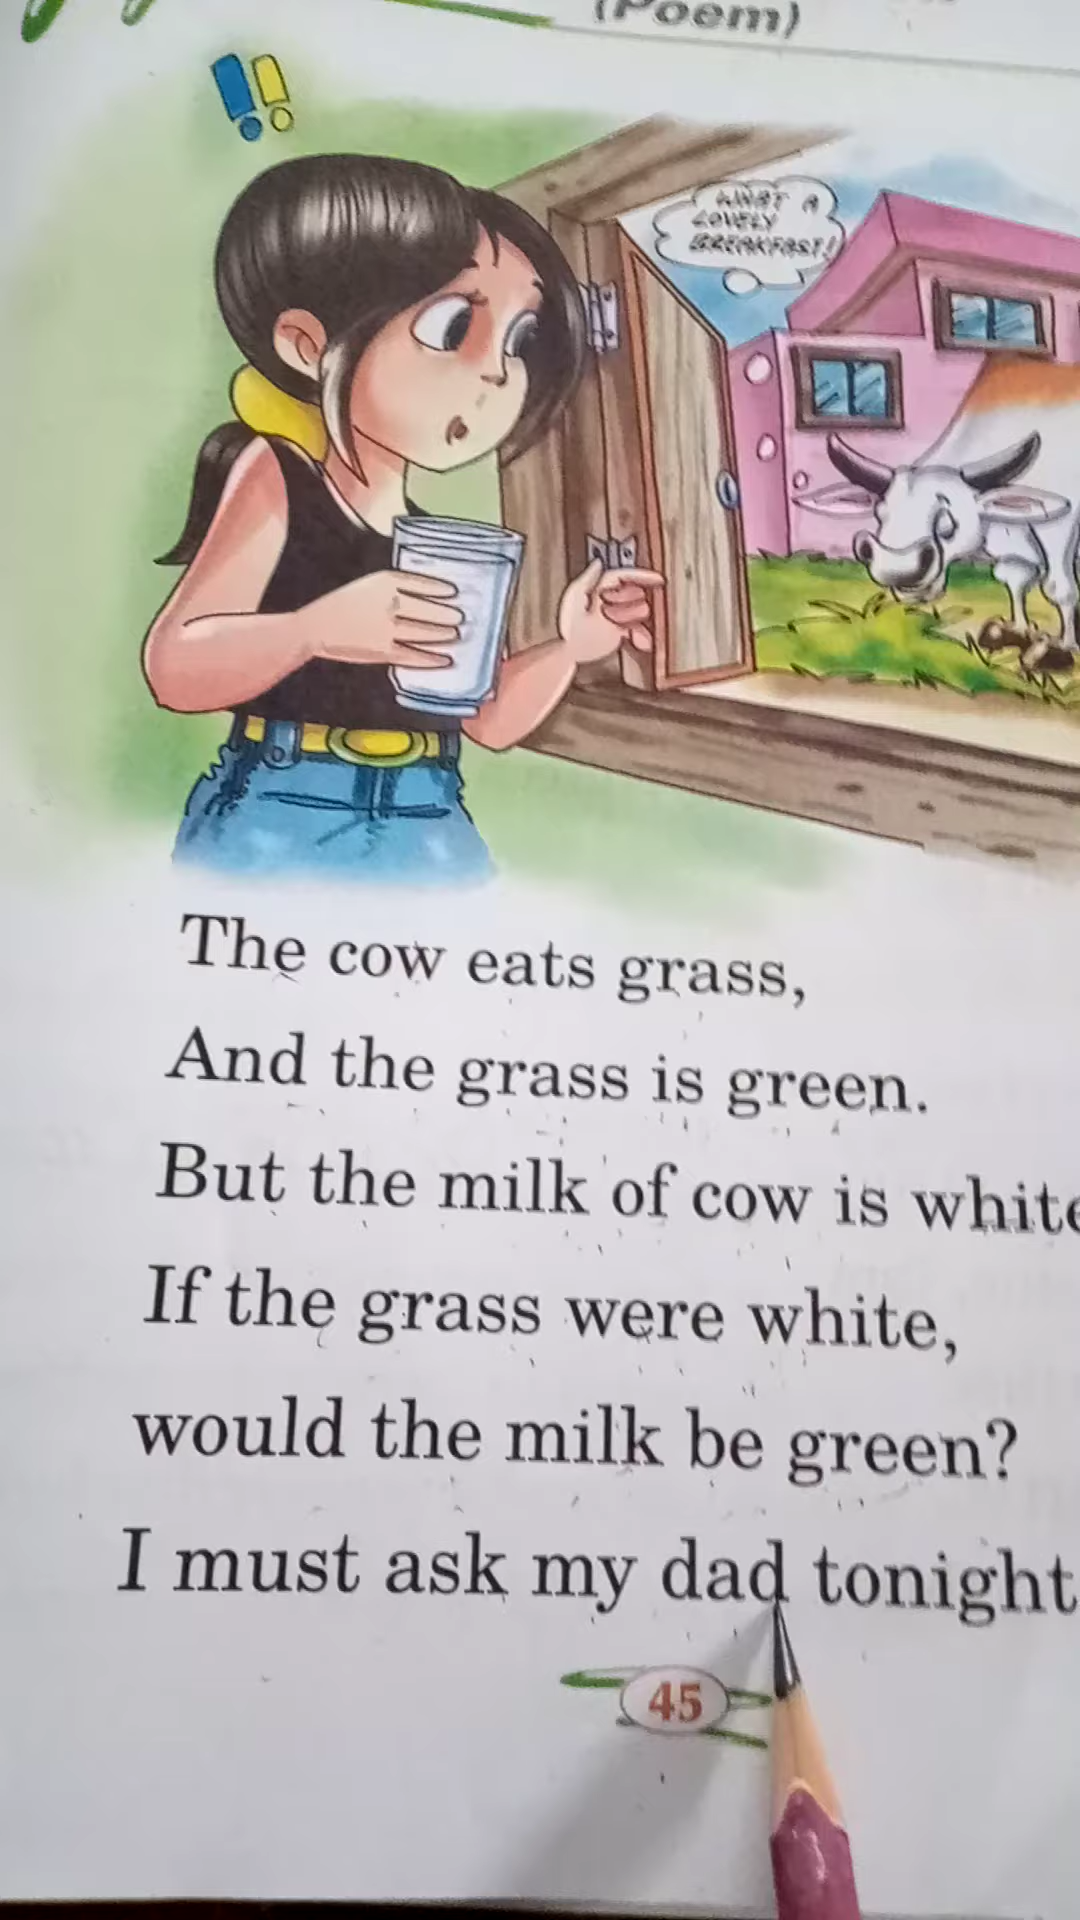 (Poem)
WHAT A
LOVELY
BREAKFAST!
The cow eats grass,
And the grass is green.
But the milk of cow is white
If the grass were white,
would the milk be green?
I must ask my dad tonight
45